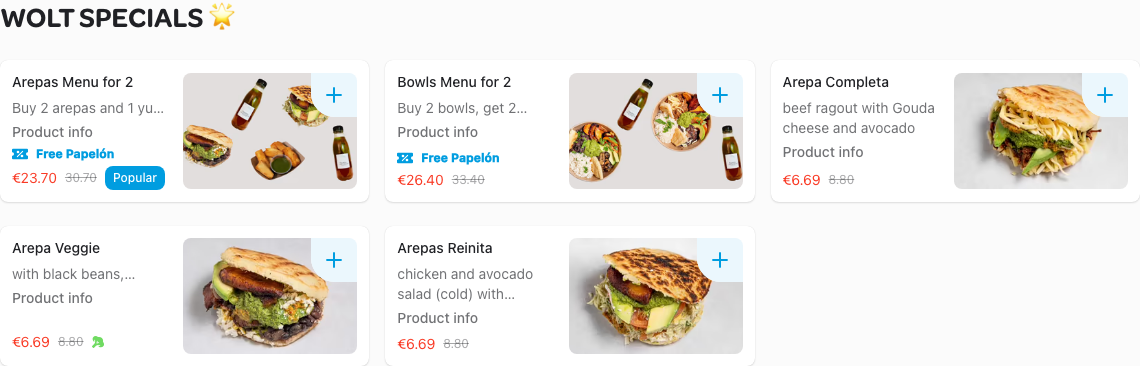 WOLT SPECIALS 🌟
Arepas Menu for 2
Buy 2 arepas and 1 yu...
Product info
Free Papelón
€23.70 30.70 Popular
Bowls Menu for 2
Buy 2 bowls, get 2...
Product info
Free Papelón
€26.40 33.40
Arepa Completa
beef ragout with Gouda
cheese and avocado
Product info
€6.69 8.80
Arepa Veggie
with black beans,...
Product info
€6.69 8.80
Arepas Reinita
chicken and avocado
salad (cold) with...
Product info
€6.69 8.80